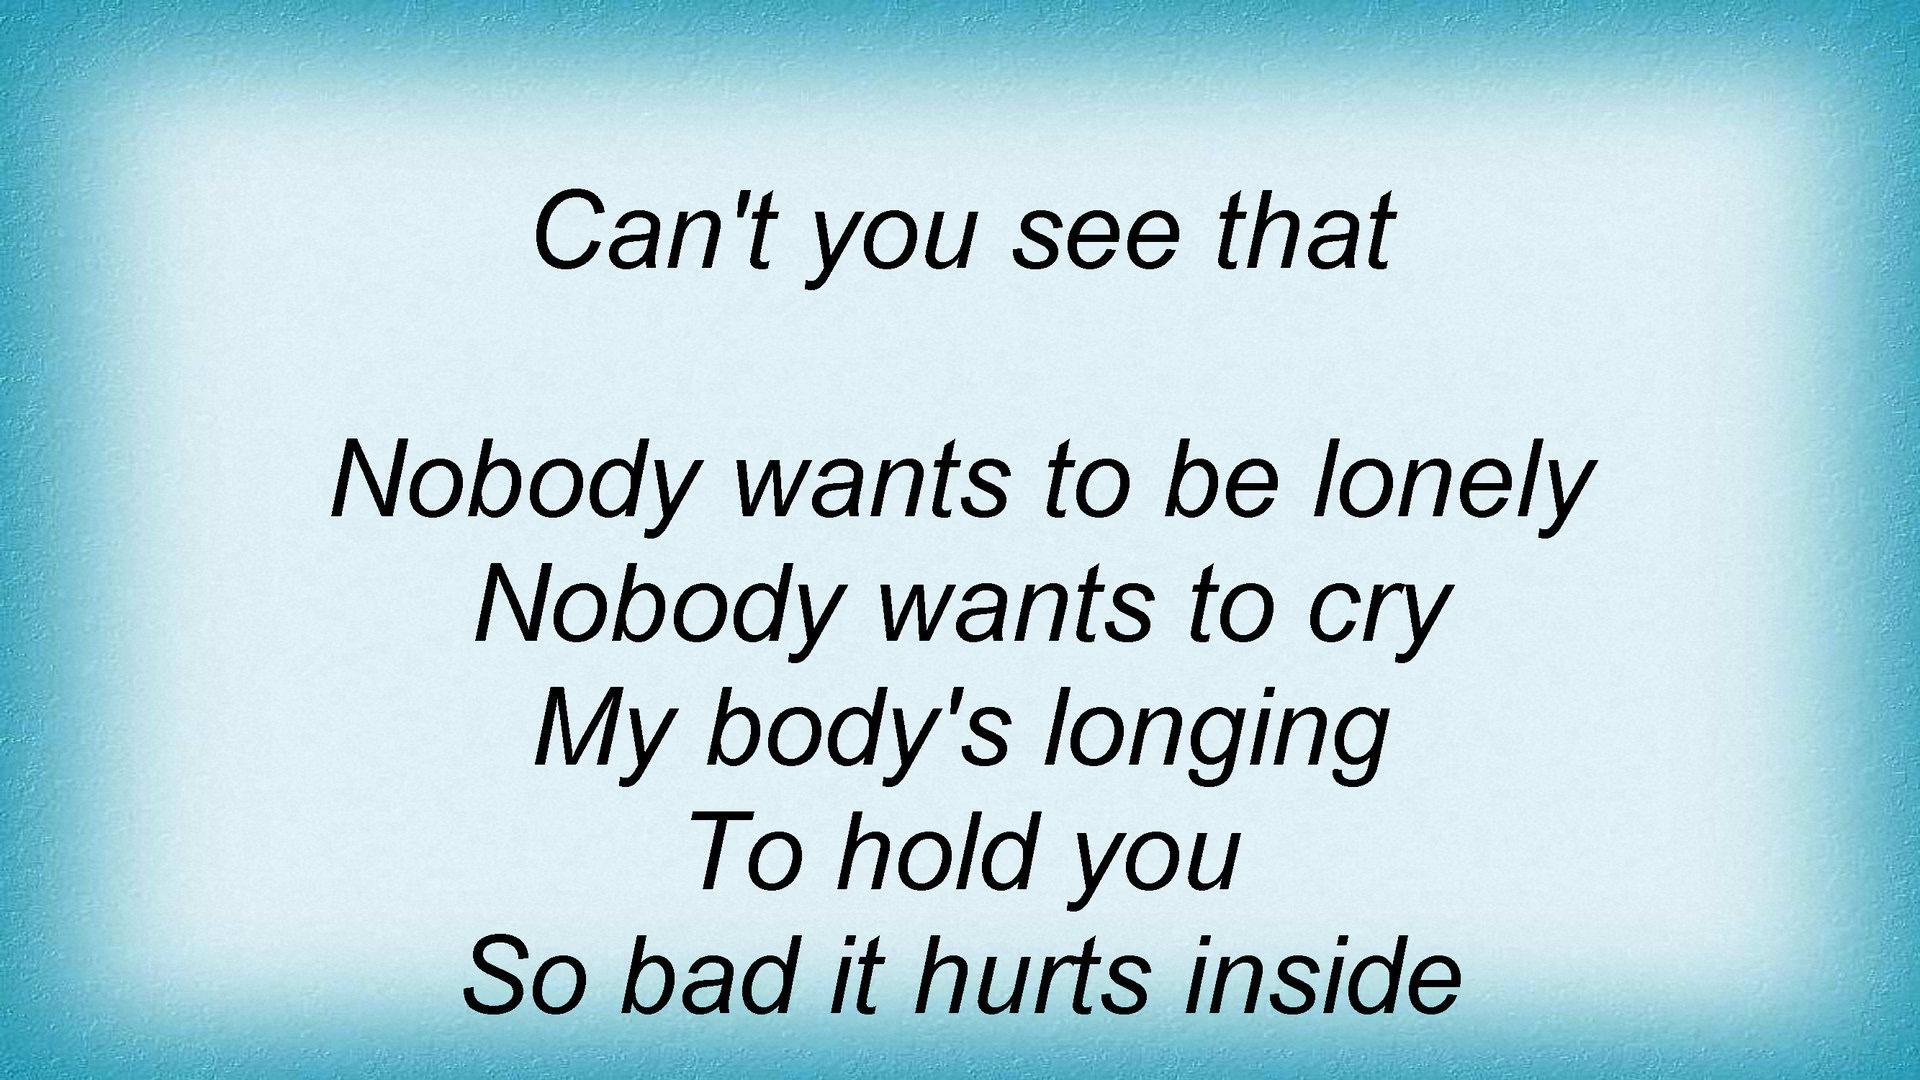 Can't you see that
Nobody wants to be lonely
Nobody wants to cry
My body's longing
To hold you
So bad it hurts inside